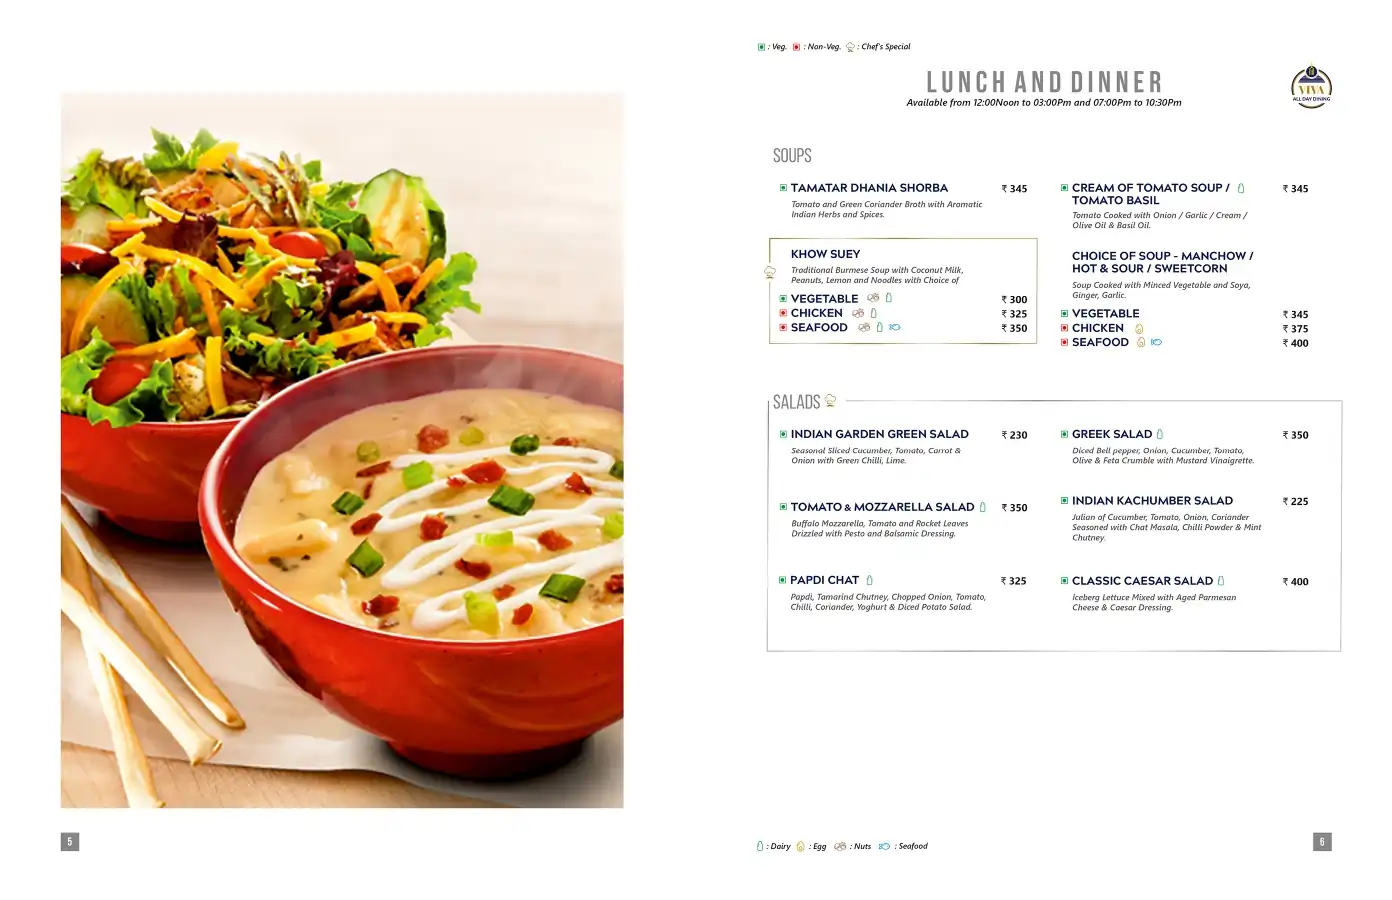 : Veg. : Non-Veg. : Chef's Special
LUNCH AND DINNER
Available from 12:00Noon to 03:00Pm and 07:00Pm to 10:30Pm
VIVA
ALL DAY DINING
SOUPS
TAMATAR DHANIA SHORBA ₹ 345
Tomato and Green Coriander Broth with Aromatic
Indian Herbs and Spices.
KHOW SUEY
Traditional Burmese Soup with Coconut Milk,
Peanuts, Lemon and Noodles with Choice of
VEGETABLE ₹ 300
CHICKEN ₹ 325
SEAFOOD ₹ 350
CREAM OF TOMATO SOUP / ₹ 345
TOMATO BASIL
Tomato Cooked with Onion / Garlic / Cream /
Olive Oil & Basil Oil.
CHOICE OF SOUP - MANCHOW /
HOT & SOUR / SWEETCORN
Soup Cooked with Minced Vegetable and Soya,
Ginger, Garlic.
VEGETABLE ₹ 345
CHICKEN ₹ 375
SEAFOOD ₹ 400
SALADS
INDIAN GARDEN GREEN SALAD ₹ 230
Seasonal Sliced Cucumber, Tomato, Carrot &
Onion with Green Chilli, Lime.
TOMATO & MOZZARELLA SALAD ₹ 350
Buffalo Mozzarella, Tomato and Rocket Leaves
Drizzled with Pesto and Balsamic Dressing.
PAPDI CHAT ₹ 325
Papdi, Tamarind Chutney, Chopped Onion, Tomato,
Chilli, Coriander, Yoghurt & Diced Potato Salad.
GREEK SALAD ₹ 350
Diced Bell pepper, Onion, Cucumber, Tomato,
Olive & Feta Crumble with Mustard Vinaigrette.
INDIAN KACHUMBER SALAD ₹ 225
Julian of Cucumber, Tomato, Onion, Coriander
Seasoned with Chat Masala, Chilli Powder & Mint
Chutney.
CLASSIC CAESAR SALAD ₹ 400
Iceberg Lettuce Mixed with Aged Parmesan
Cheese & Caesar Dressing.
5
: Dairy : Egg : Nuts : Seafood
6